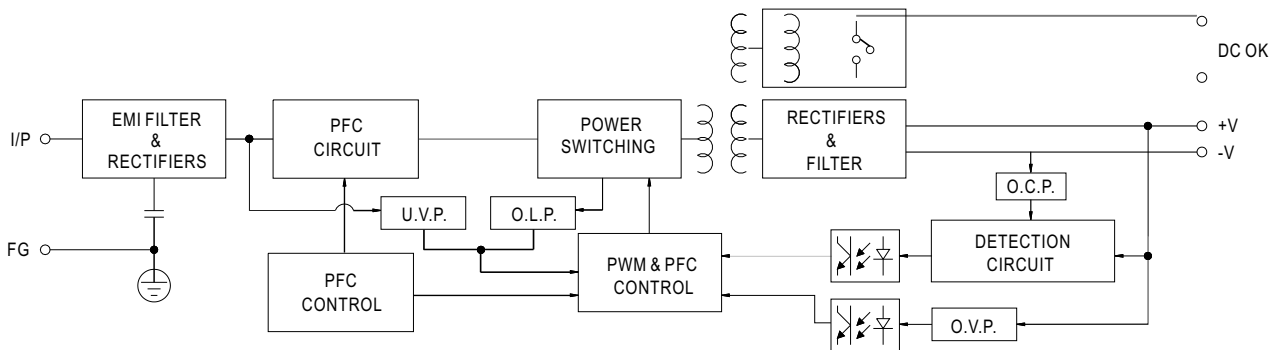 DC OK
I/P
EMI FILTER
&
RECTIFIERS
PFC
CIRCUIT
POWER
SWITCHING
RECTIFIERS
&
FILTER
+V
-V
O.C.P.
U.V.P.
O.L.P.
FG
PFC
CONTROL
PWM & PFC
CONTROL
DETECTION
CIRCUIT
O.V.P.